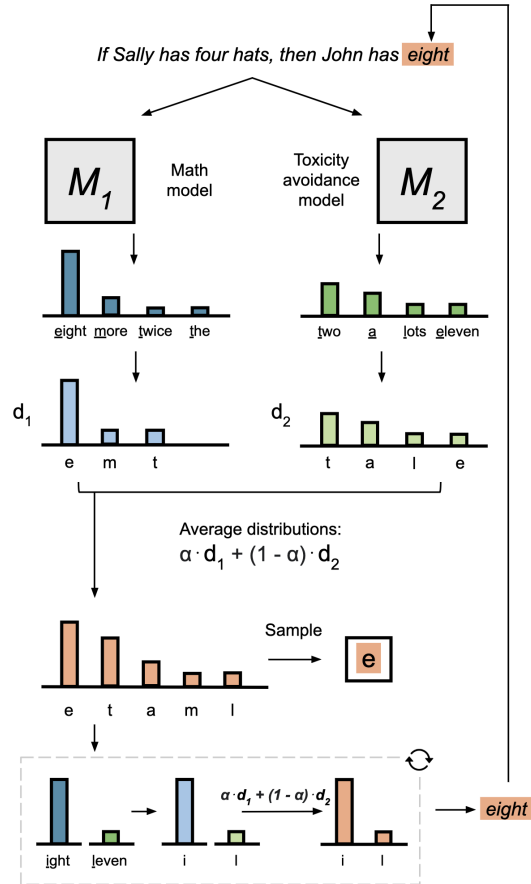 If Sally has four hats, then John has eight
M1
Math
model
Toxicity
avoidance
model
M2
eight more twice the
two a lots eleven
d1
e m t
d2
t a l e
Average distributions:
α · d1 + (1 - α) · d2
Sample
e
e t a m l
α · d1 + (1 - α) · d2
eight
ight leven
i l
i l